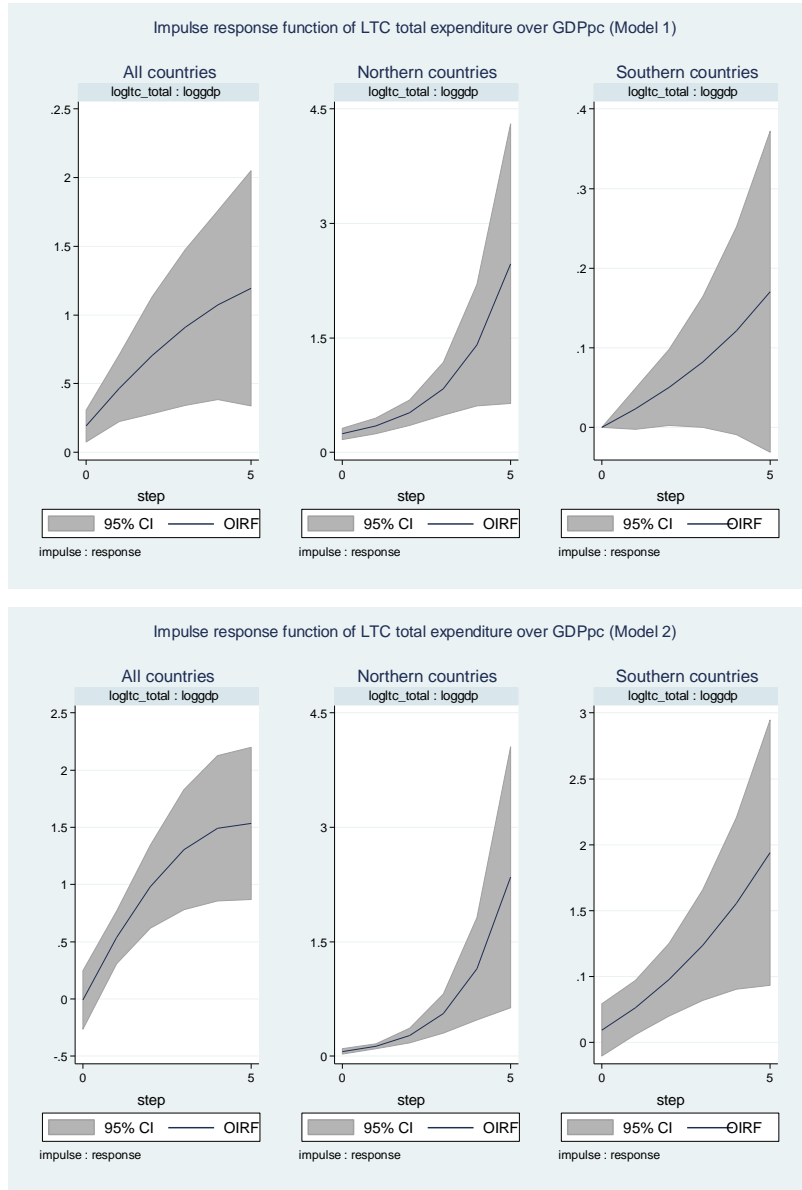 Impulse response function of LTC total expenditure over GDPpc (Model 1)
All countries
logltc_total : loggdp
.2.5
2
1.5
1
.5
0
0 5
step
95% CI OIRF
impulse : response
Northern countries
logltc_total : loggdp
4.5
3
1.5
0
0 5
step
95% CI OIRF
impulse : response
Southern countries
logltc_total : loggdp
.4
.3
.2
.1
0
0 5
step
95% CI OIRF
impulse : response
Impulse response function of LTC total expenditure over GDPpc (Model 2)
All countries
logltc_total : loggdp
2.5
2
1.5
1
.5
0
-.5
0 5
step
95% CI OIRF
impulse : response
Northern countries
logltc_total : loggdp
4.5
3
1.5
0
0 5
step
95% CI OIRF
impulse : response
Southern countries
logltc_total : loggdp
3
2.5
2
1.5
.1
0
0 5
step
95% CI OIRF
impulse : response